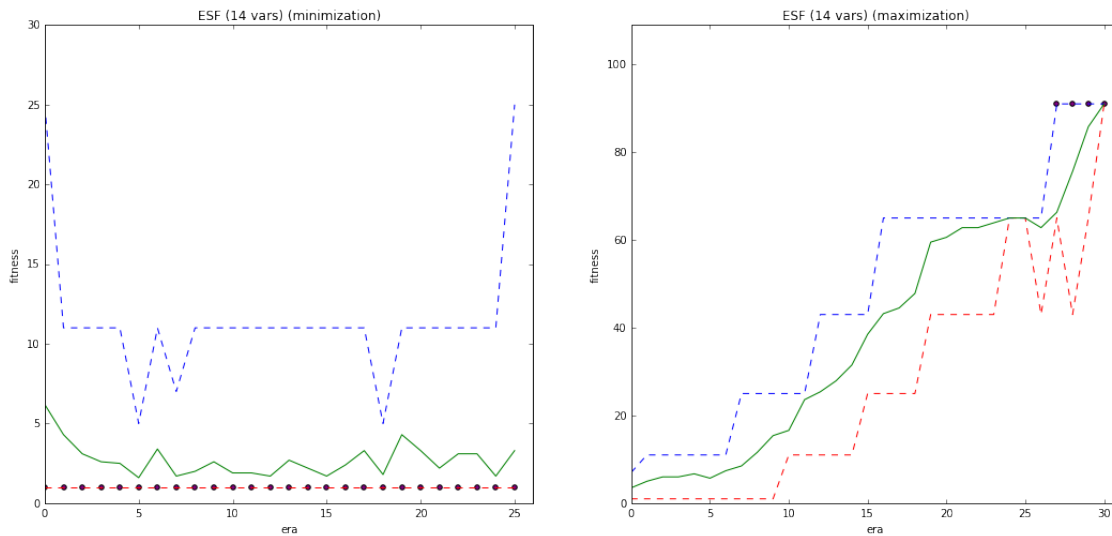 ESF (14 vars) (minimization)
30
25
20
15
10
5
0
fitness
0 5 10 15 20 25
era
ESF (14 vars) (maximization)
100
80
60
40
20
0
fitness
0 5 10 15 20 25 30
era